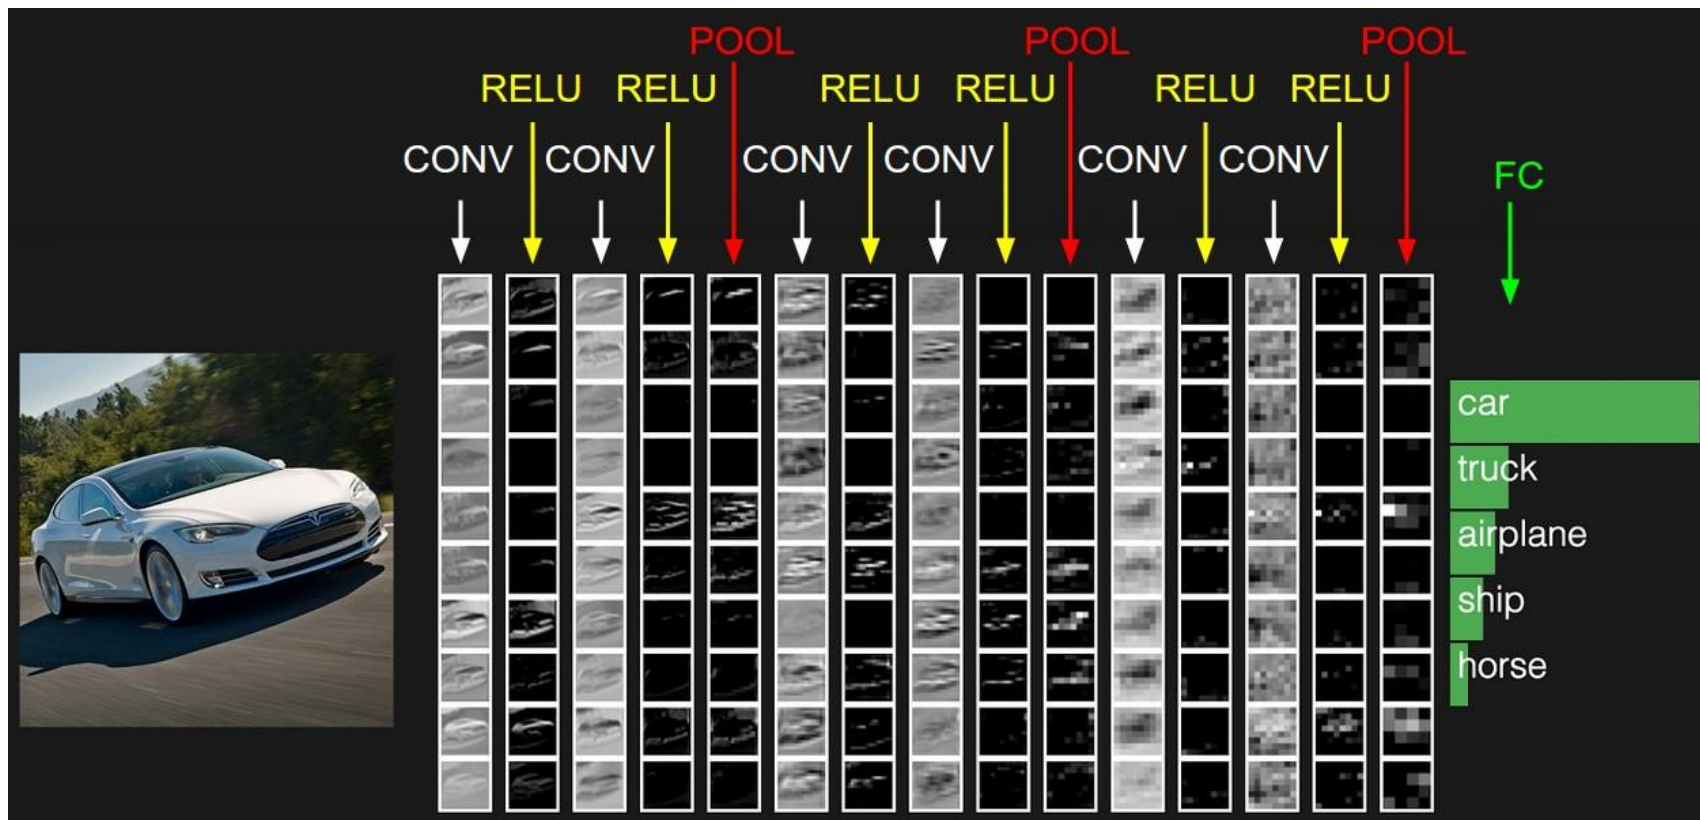 POOL POOL POOL
RELU RELU RELU RELU RELU RELU
CONV CONV CONV CONV CONV CONV
FC
car
truck
airplane
ship
horse